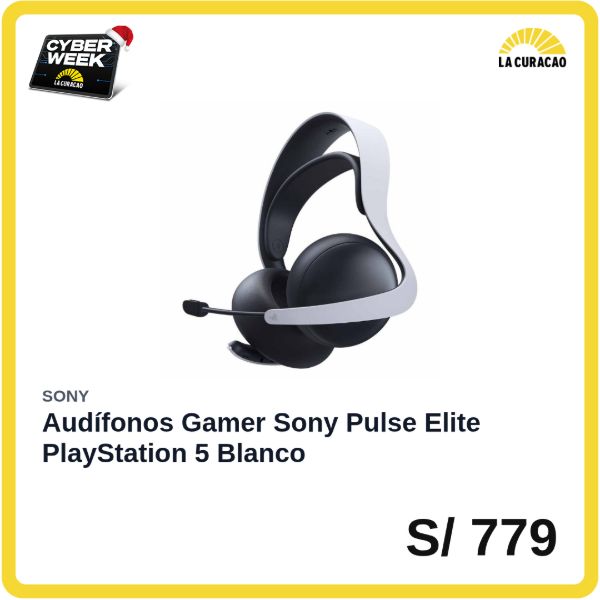 CYBER
WEEK
LA CURACAO
LA CURACAO
SONY
Audífonos Gamer Sony Pulse Elite
PlayStation 5 Blanco
S/ 779